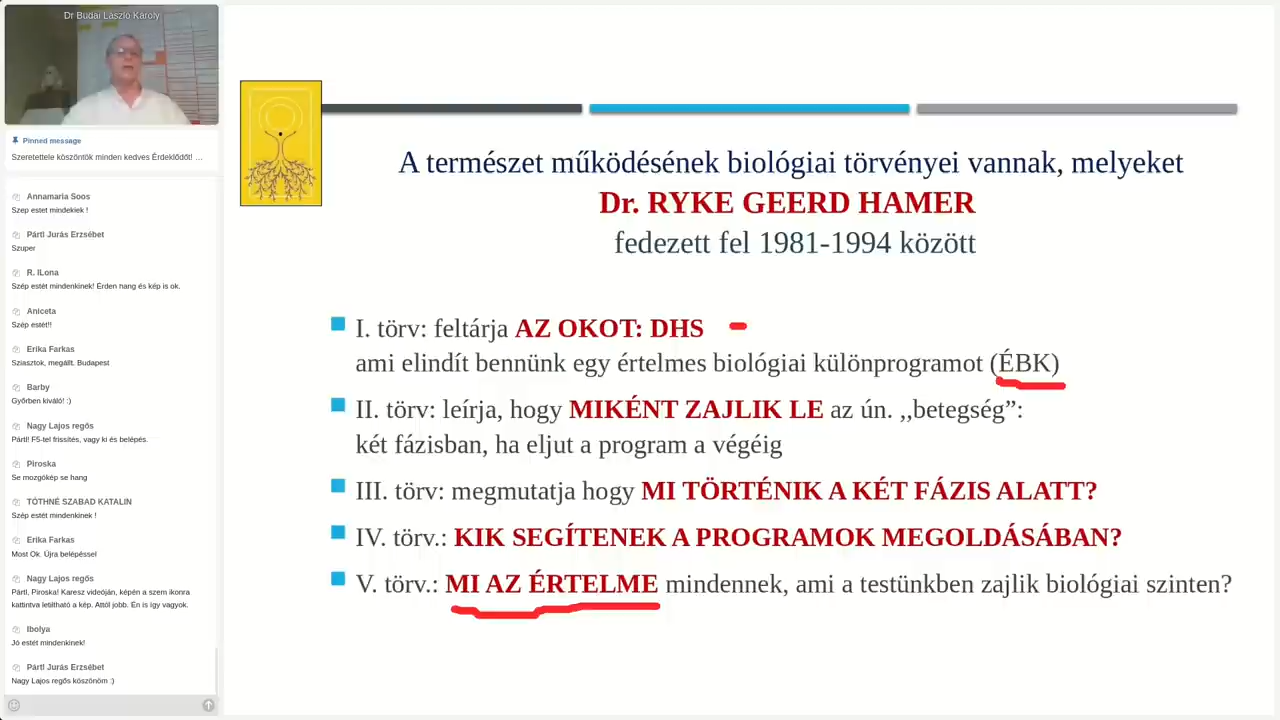 Dr Budai László Károly
Pinned message
Szeretettele köszöntök minden kedves Érdeklődőt! …
Annamaria Soos
Szep estet mindekiek !
Pártl Jurás Erzsébet
Szuper
R. ILona
Szép estét mindenkinek! Érden hang és kép is ok.
Aniceta
Szép estét!!
Erika Farkas
Sziasztok, megállt. Budapest
Barby
Győrben kiváló! :)
Nagy Lajos regős
Pártl! F5-tel frissítés, vagy ki és belépés.
Piroska
Se mozgókép se hang
TÓTHNÉ SZABAD KATALIN
Szép estét mindenkinek !
Erika Farkas
Most Ok. Újra belépéssel
Nagy Lajos regős
Pártl, Piroska! Karesz videóján, képén a szem ikonra
kattintva letiltható a kép. Attól jobb. Én is így vagyok.
Ibolya
Jó estét mindenkinek!
Pártl Jurás Erzsébet
Nagy Lajos regős köszönöm :)
A természet működésének biológiai törvényei vannak, melyeket
Dr. RYKE GEERD HAMER
fedezett fel 1981-1994 között
I. törv: feltárja AZ OKOT: DHS
ami elindít bennünk egy értelmes biológiai különprogramot (ÉBK)
II. törv: leírja, hogy MIKÉNT ZAJLIK LE az ún. ,,betegség”:
két fázisban, ha eljut a program a végéig
III. törv: megmutatja hogy MI TÖRTÉNIK A KÉT FÁZIS ALATT?
IV. törv.: KIK SEGÍTENEK A PROGRAMOK MEGOLDÁSÁBAN?
V. törv.: MI AZ ÉRTELME mindennek, ami a testünkben zajlik biológiai szinten?